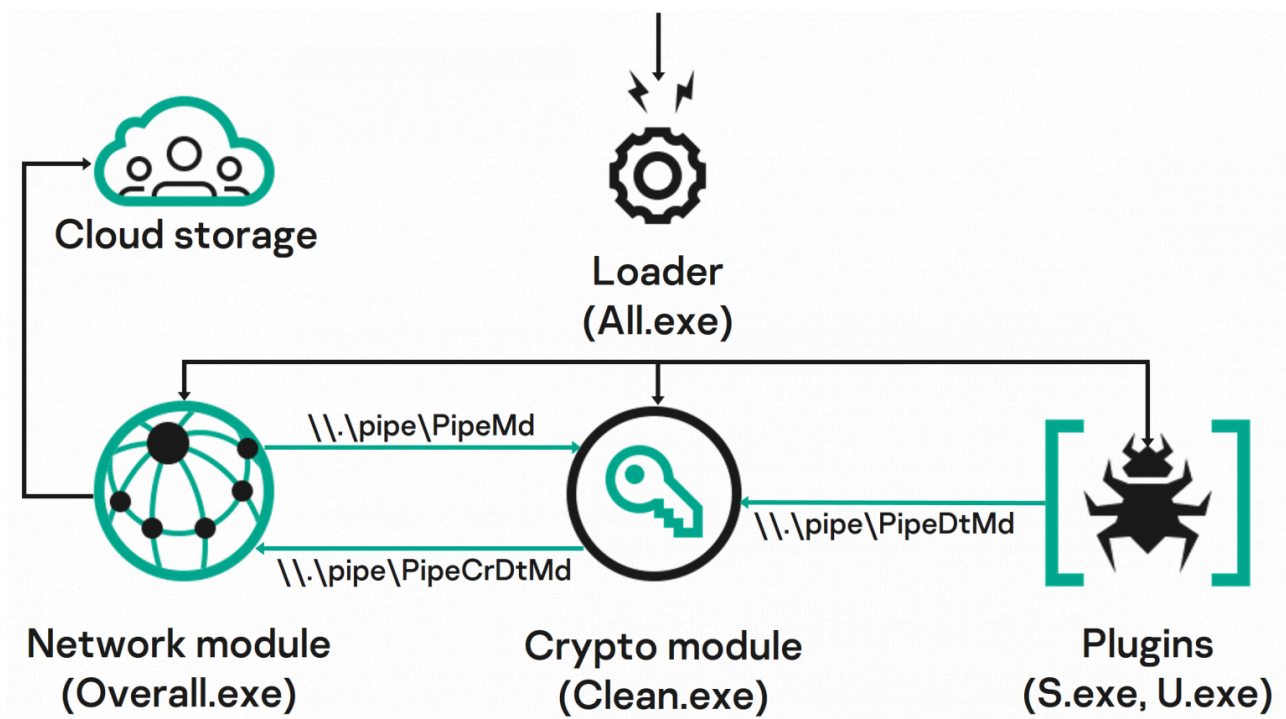 Cloud storage
Loader
(All.exe)
\\.\pipe\PipeMd
\\.\pipe\PipeDtMd
\\.\pipe\PipeCrDtMd
Network module
(Overall.exe)
Crypto module
(Clean.exe)
Plugins
(S.exe, U.exe)